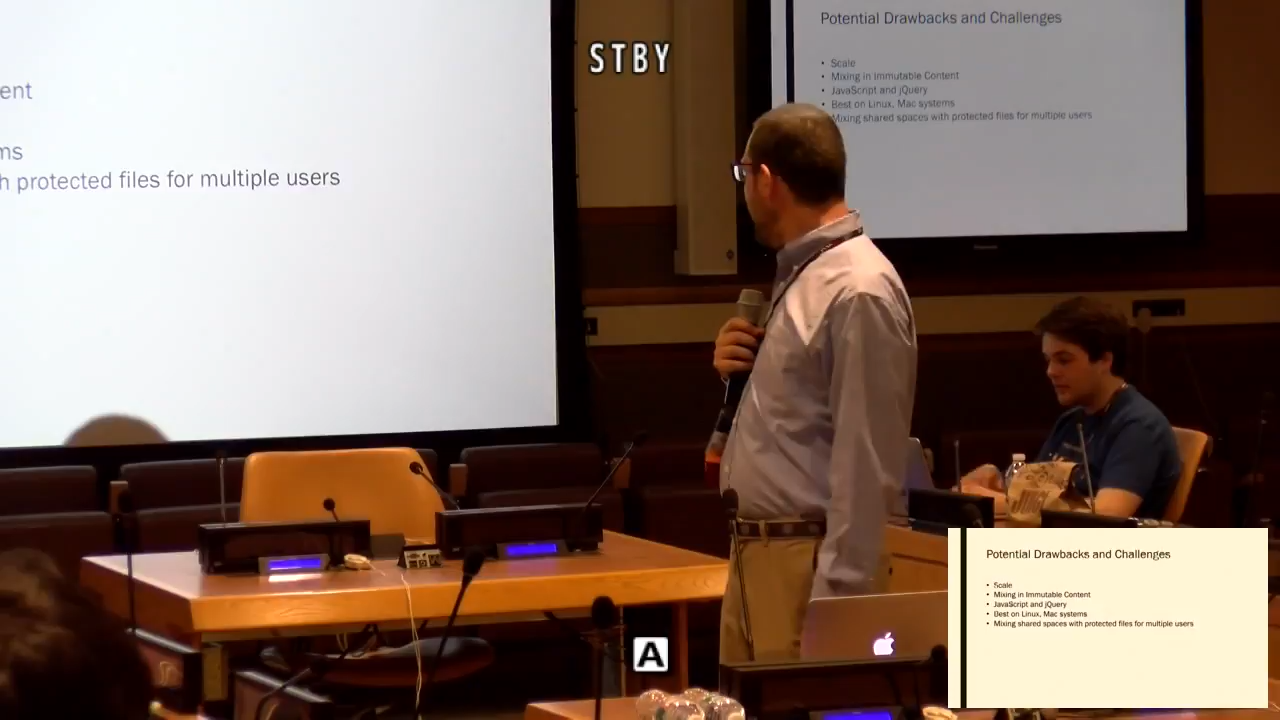 ent
ms
h protected files for multiple users
STBY
Potential Drawbacks and Challenges
• Scale
• Mixing in Immutable Content
• JavaScript and jQuery
• Best on Linux, Mac systems
Mixing shared spaces with protected files for multiple users
A
Potential Drawbacks and Challenges
• Scale
• Mixing in Immutable Content
• JavaScript and jQuery
• Best on Linux, Mac systems
• Mixing shared spaces with protected files for multiple users